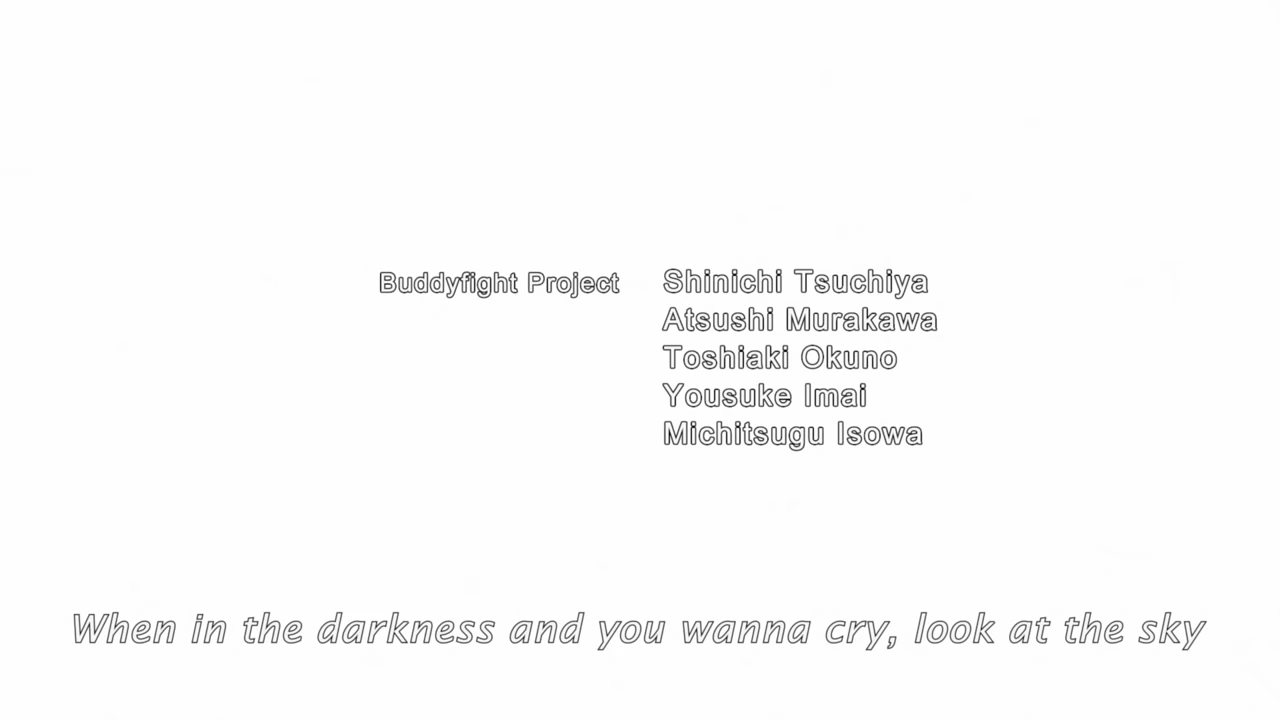 Buddyfight Project Shinichi Tsuchiya
Atsushi Murakawa
Toshiaki Okuno
Yousuke Imai
Michitsugu Isowa
When in the darkness and you wanna cry, look at the sky